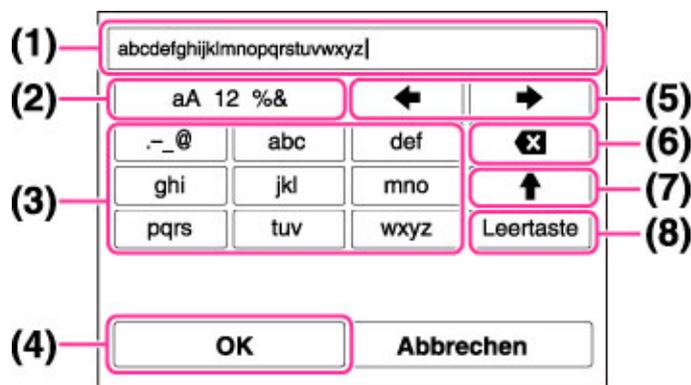 (1) abcdefghijklmnopqrstuvwxyz
(2) aA 12 %& (5)
.–_@ abc def (6)
(3) ghi jkl mno (7)
pqrs tuv wxyz Leertaste (8)
(4) OK Abbrechen